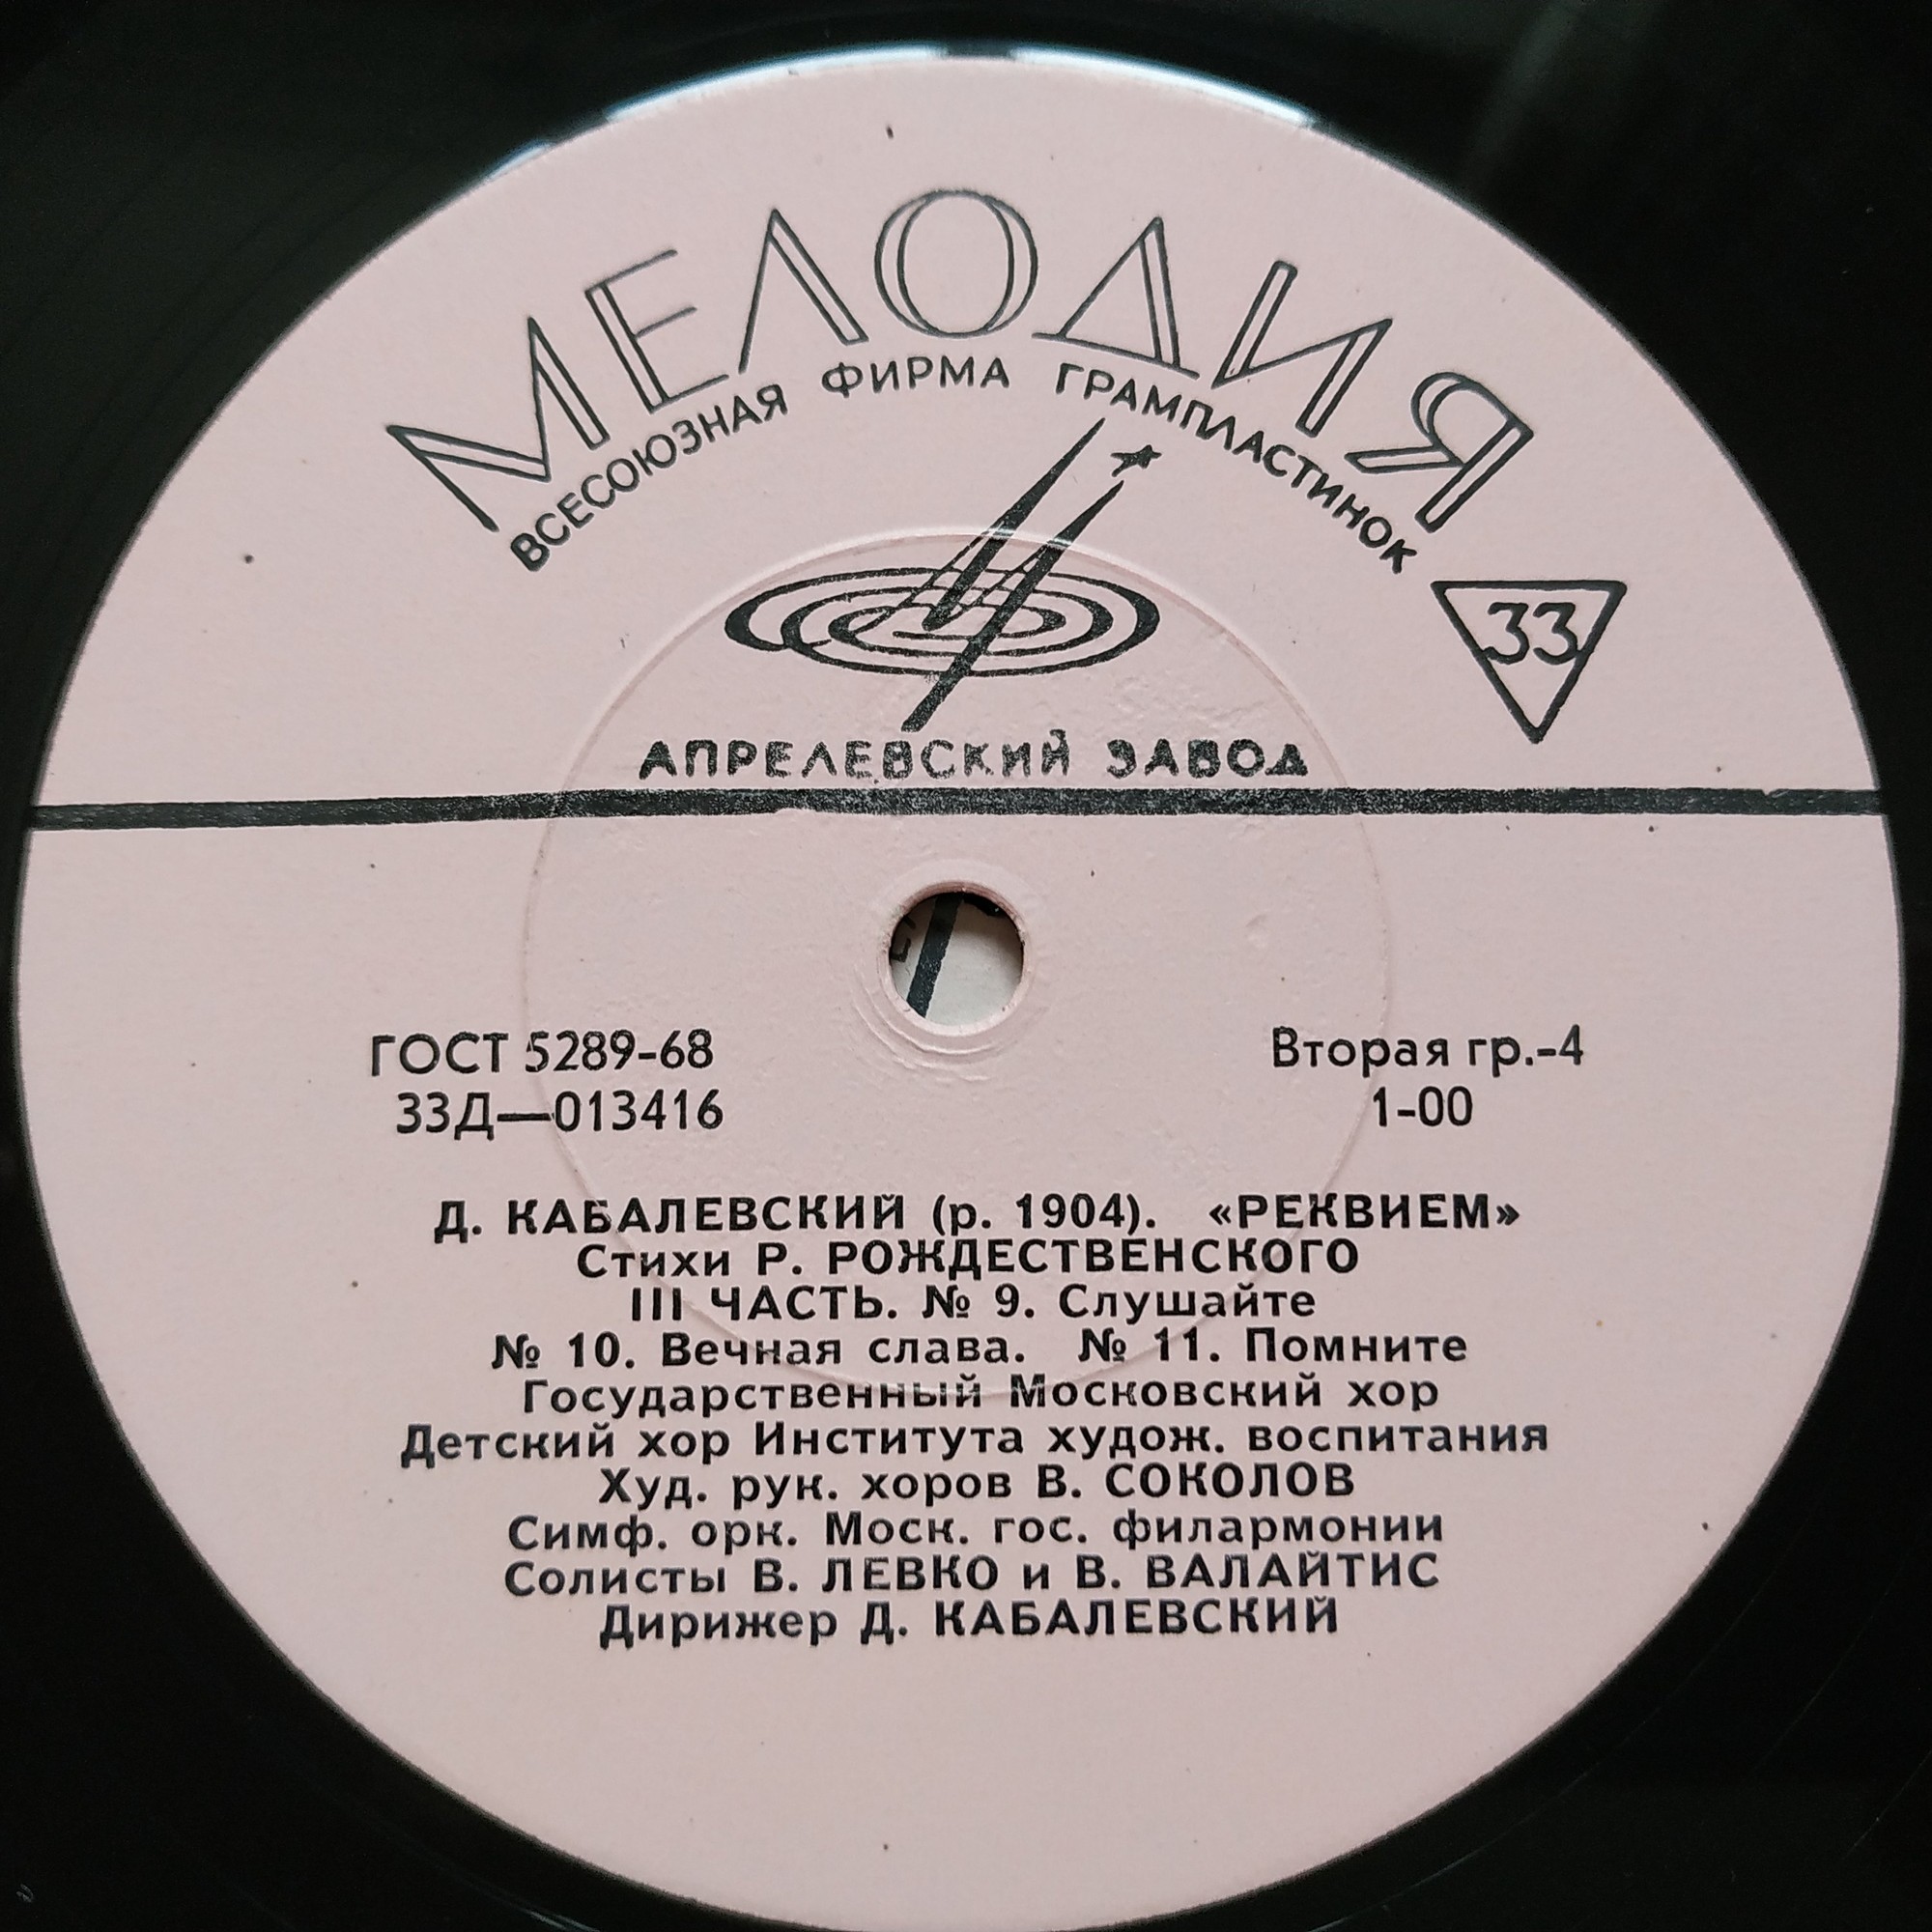 МЕЛОДИЯ
ВСЕСОЮЗНАЯ ФИРМА ГРАМПЛАСТИНОК
33
АПРЕЛЕВСКИЙ ЗАВОД
ГОСТ 5289-68
Вторая гр.-4
33Д—013416
1-00
Д. КАБАЛЕВСКИЙ (р. 1904). «РЕКВИЕМ»
Стихи Р. РОЖДЕСТВЕНСКОГО
III ЧАСТЬ. № 9. Слушайте
№ 10. Вечная слава. № 11. Помните
Государственный Московский хор
Детский хор Института худож. воспитания
Худ. рук. хоров В. СОКОЛОВ
Симф. орк. Моск. гос. филармонии
Солисты В. ЛЕВКО и В. ВАЛАЙТИС
Дирижер Д. КАБАЛЕВСКИЙ